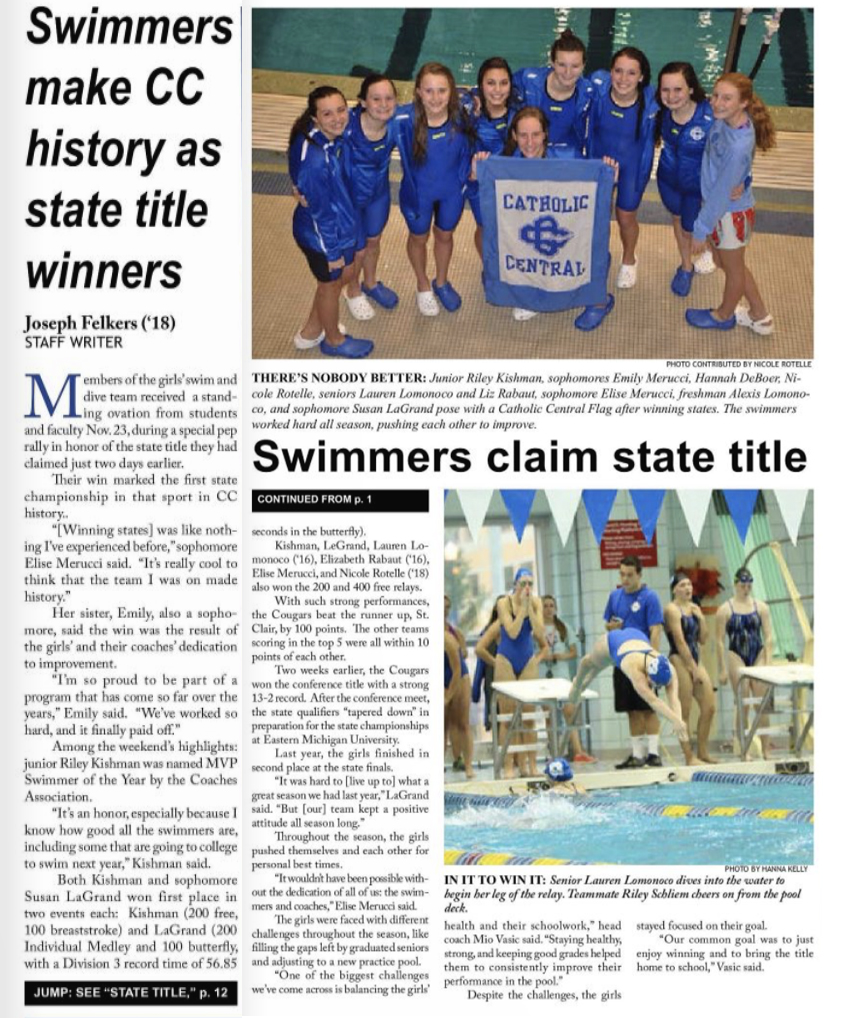 Swimmers
make CC
history as
state title
winners
Joseph Felkers (‘18)
STAFF WRITER
Members of the girls’ swim and
dive team received a stand-
ing ovation from students
and faculty Nov. 23, during a special pep
rally in honor of the state title they had
claimed just two days earlier.
Their win marked the first state
championship in that sport in CC
history..
“[Winning states] was like noth-
ing I’ve experienced before,” sophomore
Elise Merucci said. “It’s really cool to
think that the team I was on made
history.”
Her sister, Emily, also a sopho-
more, said the win was the result of
the girls’ and their coaches’ dedication
to improvement.
“I’m so proud to be part of a
program that has come so far over the
years,” Emily said. “We’ve worked so
hard, and it finally paid off.”
Among the weekend’s highlights:
junior Riley Kishman was named MVP
Swimmer of the Year by the Coaches
Association.
“It’s an honor, especially because I
know how good all the swimmers are,
including some that are going to college
to swim next year,” Kishman said.
Both Kishman and sophomore
Susan LaGrand won first place in
two events each: Kishman (200 free,
100 breaststroke) and LaGrand (200
Individual Medley and 100 butterfly,
with a Division 3 record time of 56.85
JUMP: SEE “STATE TITLE,” p. 12
CATHOLIC
CC
CENTRAL
PHOTO CONTRIBUTED BY NICOLE ROTELLE
THERE’S NOBODY BETTER: Junior Riley Kishman, sophomores Emily Merucci, Hannah DeBoer, Ni-
cole Rotelle, seniors Lauren Lomonoco and Liz Rabaut, sophomore Elise Merucci, freshman Alexis Lomono-
co, and sophomore Susan LaGrand pose with a Catholic Central Flag after winning states. The swimmers
worked hard all season, pushing each other to improve.
Swimmers claim state title
CONTINUED FROM p. 1
seconds in the butterfly).
Kishman, LeGrand, Lauren Lo-
monoco (‘16), Elizabeth Rabaut (‘16),
Elise Merucci, and Nicole Rotelle (‘18)
also won the 200 and 400 free relays.
With such strong performances,
the Cougars beat the runner up, St.
Clair, by 100 points. The other teams
scoring in the top 5 were all within 10
points of each other.
Two weeks earlier, the Cougars
won the conference title with a strong
13-2 record. After the conference meet,
the state qualifiers “tapered down” in
preparation for the state championships
at Eastern Michigan University.
Last year, the girls finished in
second place at the state finals.
“It was hard to [live up to] what a
great season we had last year,” LaGrand
said. “But [our] team kept a positive
attitude all season long.”
Throughout the season, the girls
pushed themselves and each other for
personal best times.
“It wouldn’t have been possible with-
out the dedication of all of us: the swim-
mers and coaches,” Elise Merucci said.
The girls were faced with different
challenges throughout the season, like
filling the gaps left by graduated seniors
and adjusting to a new practice pool.
“One of the biggest challenges
we’ve come across is balancing the girls’
PHOTO BY HANNA KELLY
IN IT TO WIN IT: Senior Lauren Lomonoco dives into the water to
begin her leg of the relay. Teammate Riley Schliem cheers on from the pool
deck.
health and their schoolwork,” head
coach Mio Vasic said. “Staying healthy,
strong, and keeping good grades helped
them to consistently improve their
performance in the pool.”
Despite the challenges, the girls
stayed focused on their goal.
“Our common goal was to just
enjoy winning and to bring the title
home to school,” Vasic said.